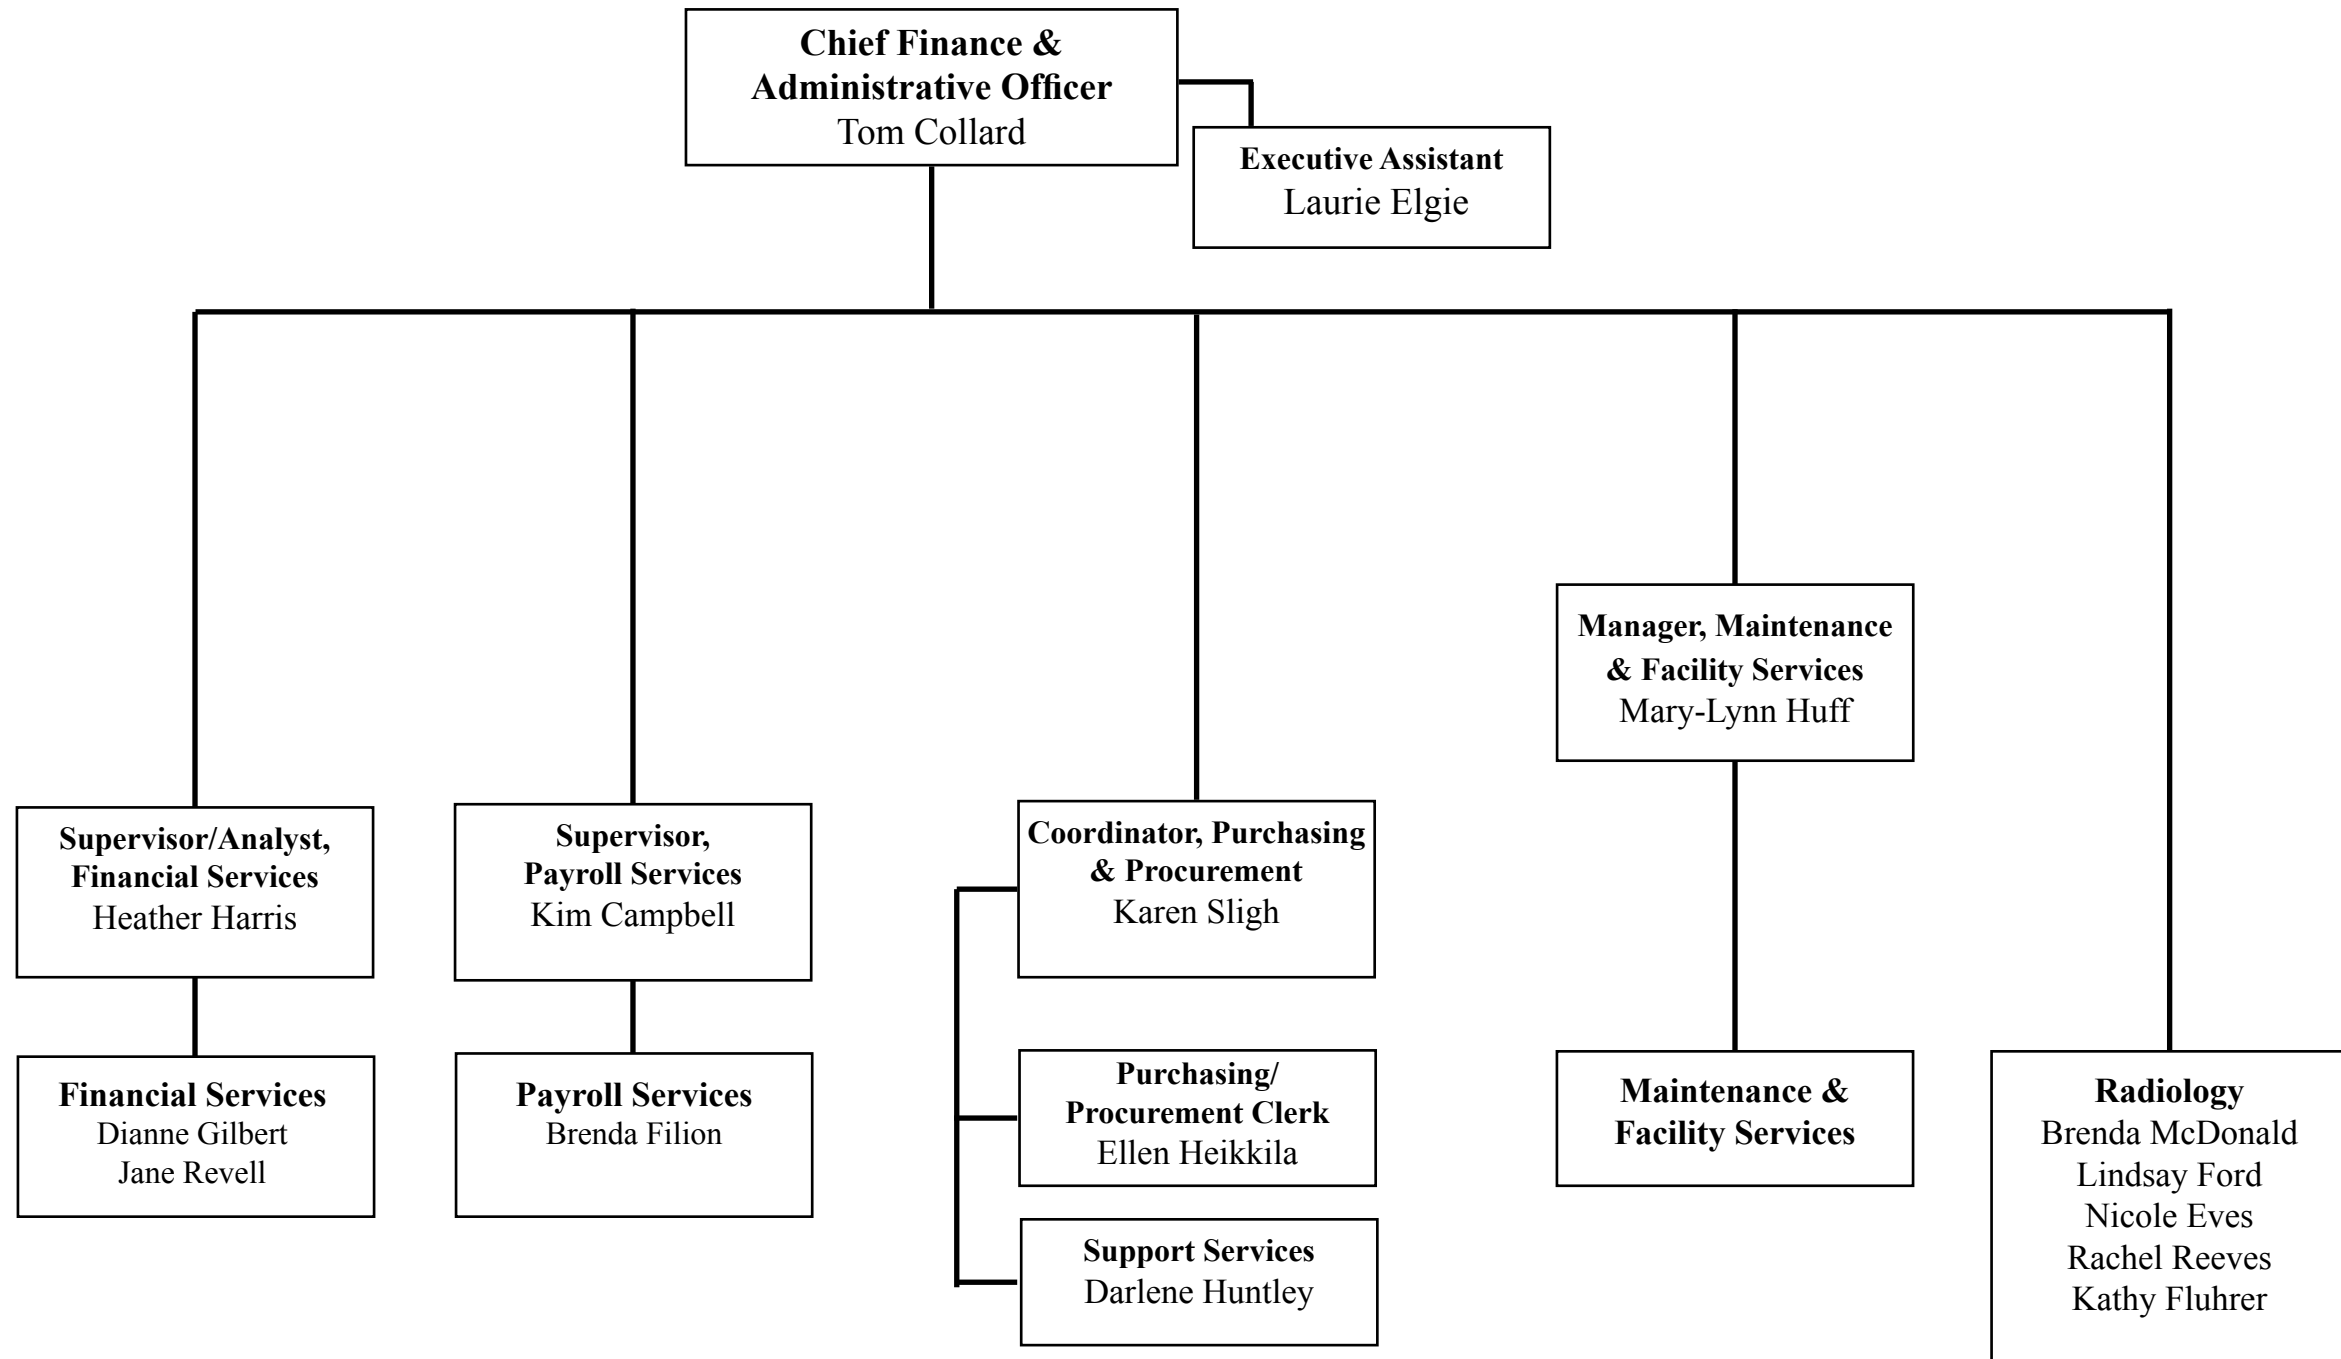 Chief Finance &
Administrative Officer
Tom Collard
Executive Assistant
Laurie Elgie
Manager, Maintenance
& Facility Services
Mary-Lynn Huff
Supervisor/Analyst,
Financial Services
Heather Harris
Supervisor,
Payroll Services
Kim Campbell
Coordinator, Purchasing
& Procurement
Karen Sligh
Financial Services
Dianne Gilbert
Jane Revell
Payroll Services
Brenda Filion
Purchasing/
Procurement Clerk
Ellen Heikkila
Support Services
Darlene Huntley
Maintenance &
Facility Services
Radiology
Brenda McDonald
Lindsay Ford
Nicole Eves
Rachel Reeves
Kathy Fluhrer